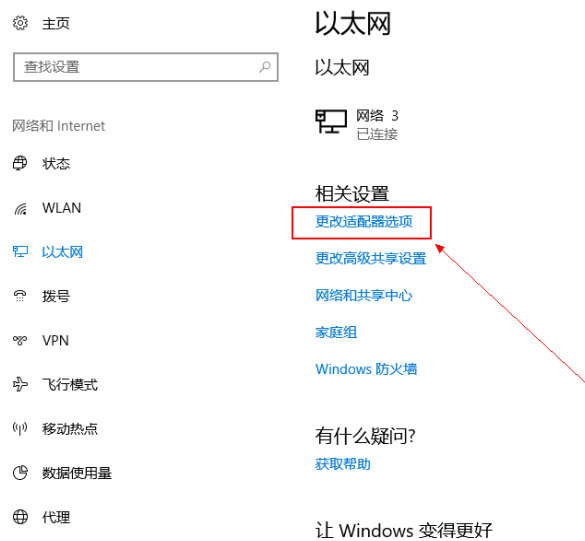 主页
查找设置
网络和 Internet
状态
WLAN
以太网
拨号
VPN
飞行模式
移动热点
数据使用量
代理
以太网
以太网
网络 3
已连接
相关设置
更改适配器选项
更改高级共享设置
网络和共享中心
家庭组
Windows 防火墙
有什么疑问?
获取帮助
让 Windows 变得更好